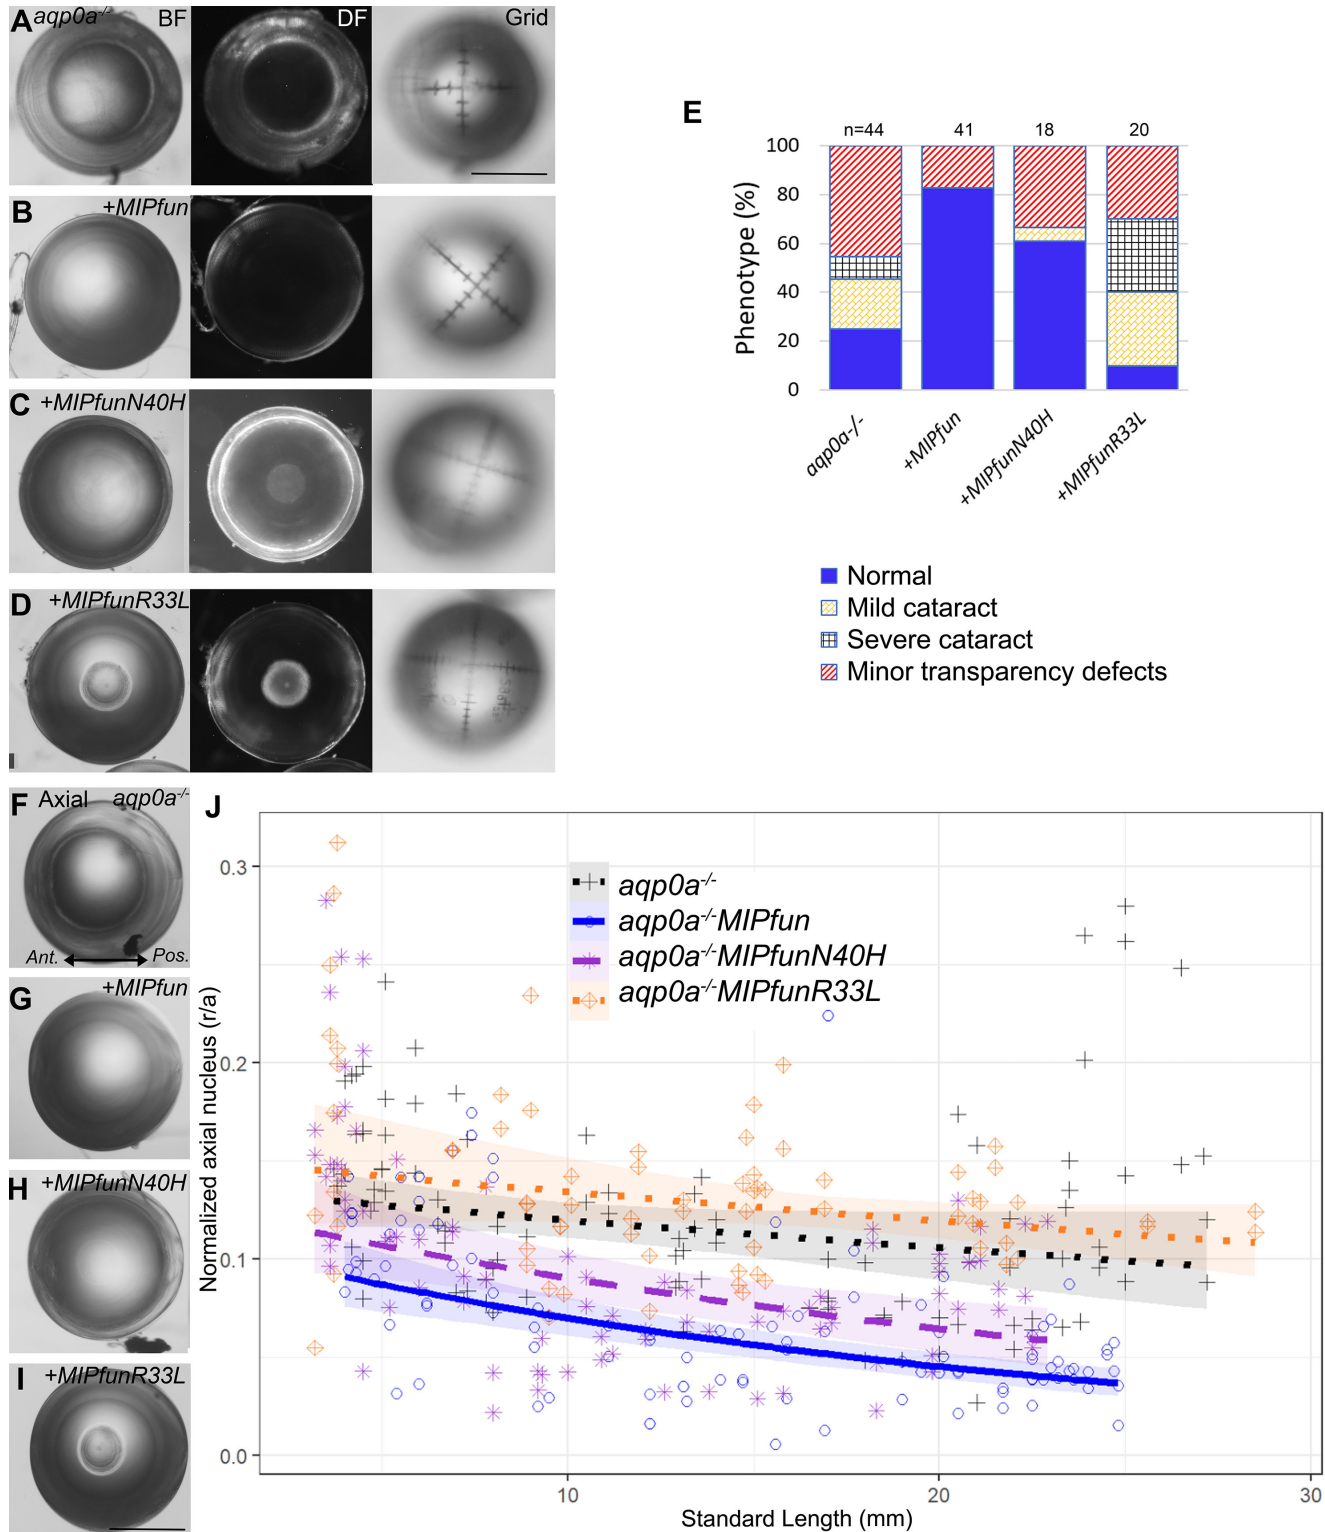 A aqp0a-/- BF DF Grid
B +MIPfun
C +MIPfunN40H
D +MIPfunR33L
E
n=44 41 18 20
100
80
60
40
20
0
Phenotype (%)
aqp0a-/-
+MIPfun
+MIPfunN40H
+MIPfunR33L
Normal
Mild cataract
Severe cataract
Minor transparency defects
F Axial aqp0a-/-
Ant. Pos.
G +MIPfun
H +MIPfunN40H
I +MIPfunR33L
J
Normalized axial nucleus (r/a)
0.3
0.2
0.1
0.0
aqp0a-/-
aqp0a-/-MIPfun
aqp0a-/-MIPfunN40H
aqp0a-/-MIPfunR33L
10 20 30
Standard Length (mm)